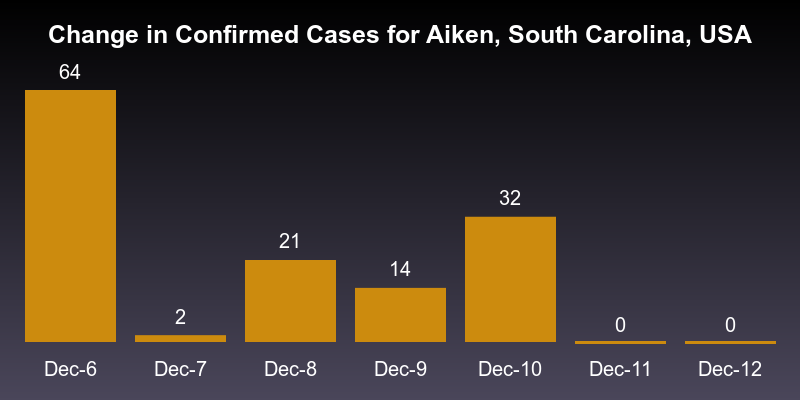 Change in Confirmed Cases for Aiken, South Carolina, USA
64
2
21
14
32
0
0
Dec-6
Dec-7
Dec-8
Dec-9
Dec-10
Dec-11
Dec-12